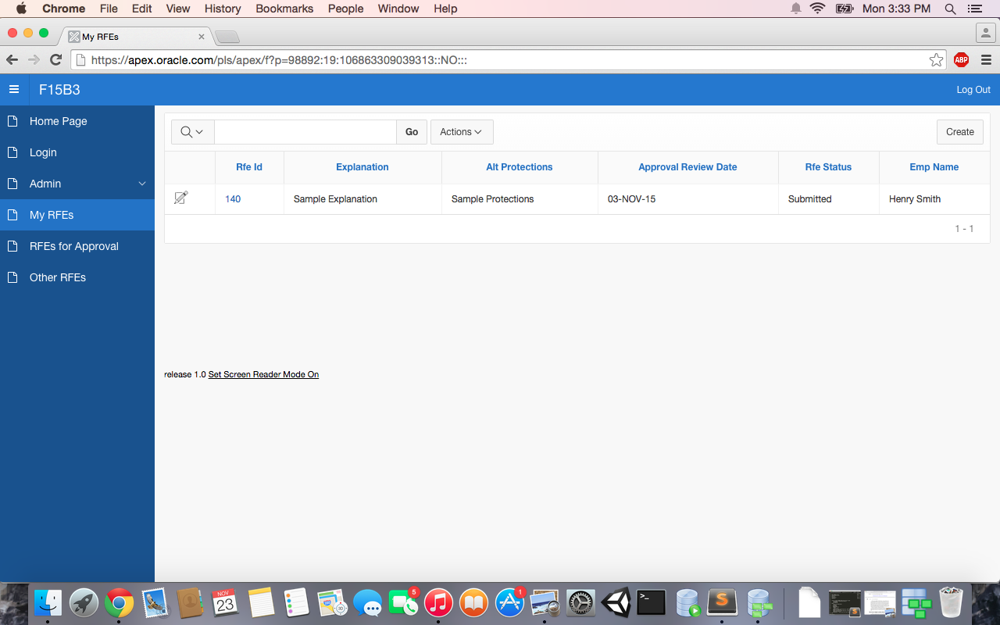 Chrome File Edit View History Bookmarks People Window Help Mon 3:33 PM
My RFEs
https://apex.oracle.com/pls/apex/f?p=98892:19:106863309039313::NO:::
ABP
F15B3 Log Out
Home Page
Login
Admin
My RFEs
RFEs for Approval
Other RFEs
Go Actions Create
Rfe Id Explanation Alt Protections Approval Review Date Rfe Status Emp Name
140 Sample Explanation Sample Protections 03-NOV-15 Submitted Henry Smith
1 - 1
release 1.0 Set Screen Reader Mode On
NOV
23
5
1
>_
S